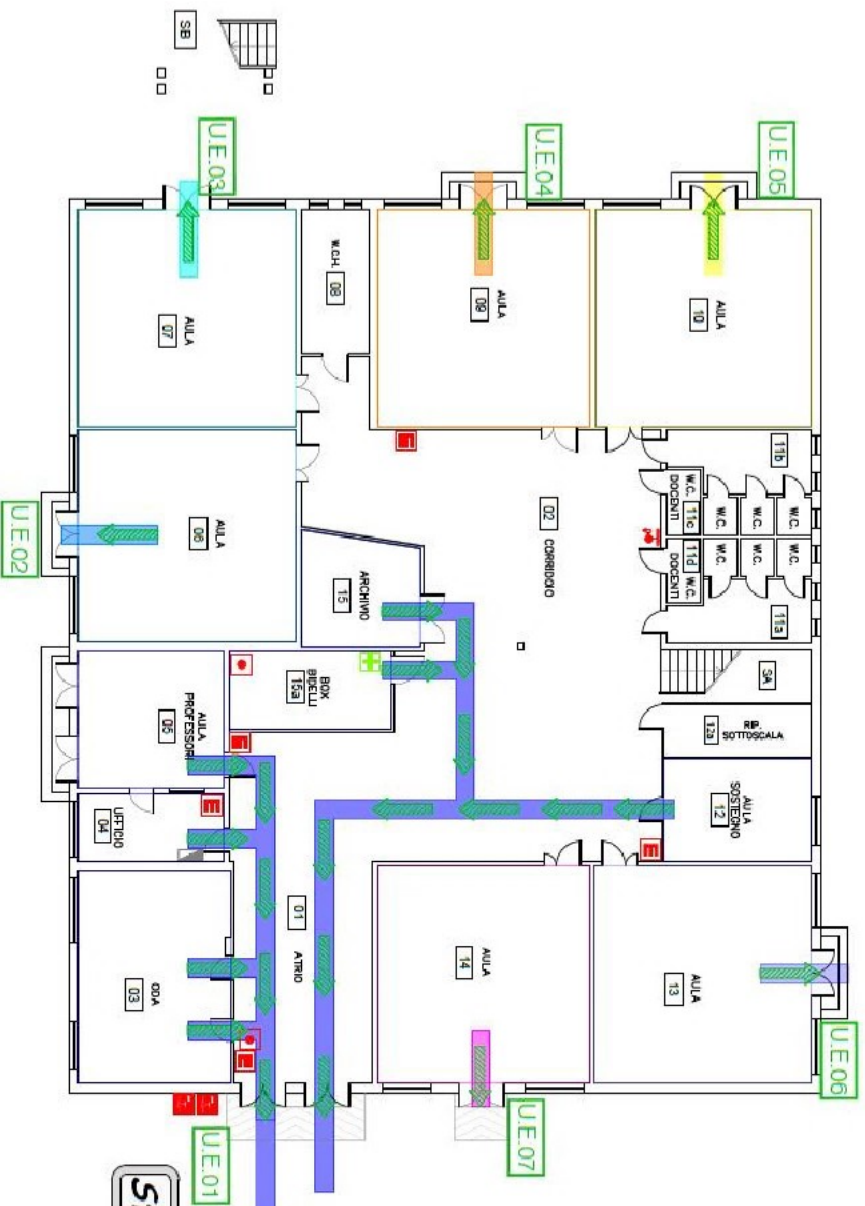 U.E.05
U.E.06
11b
W.C.
W.C.
11a
SA
W.C.
W.C.
W.C.
W.C.
W.C.
11c
DOCENTI
11d
W.C.
DOCENTI
RIP.
SOTTOSCALA
12a
AULA
SOSTEGNO
12
AULA
10
AULA
13
E
U.E.04
U.E.07
AULA
09
02
CORRIDOIO
AULA
14
W.C.H.
08
ARCHIVIO
15
BOX
BIDELLI
15a
01
ATRIO
U.E.03
U.E.01
SB
AULA
07
AULA
06
AULA
PROFESSORI
05
E
UFFICIO
04
03
U.E.02